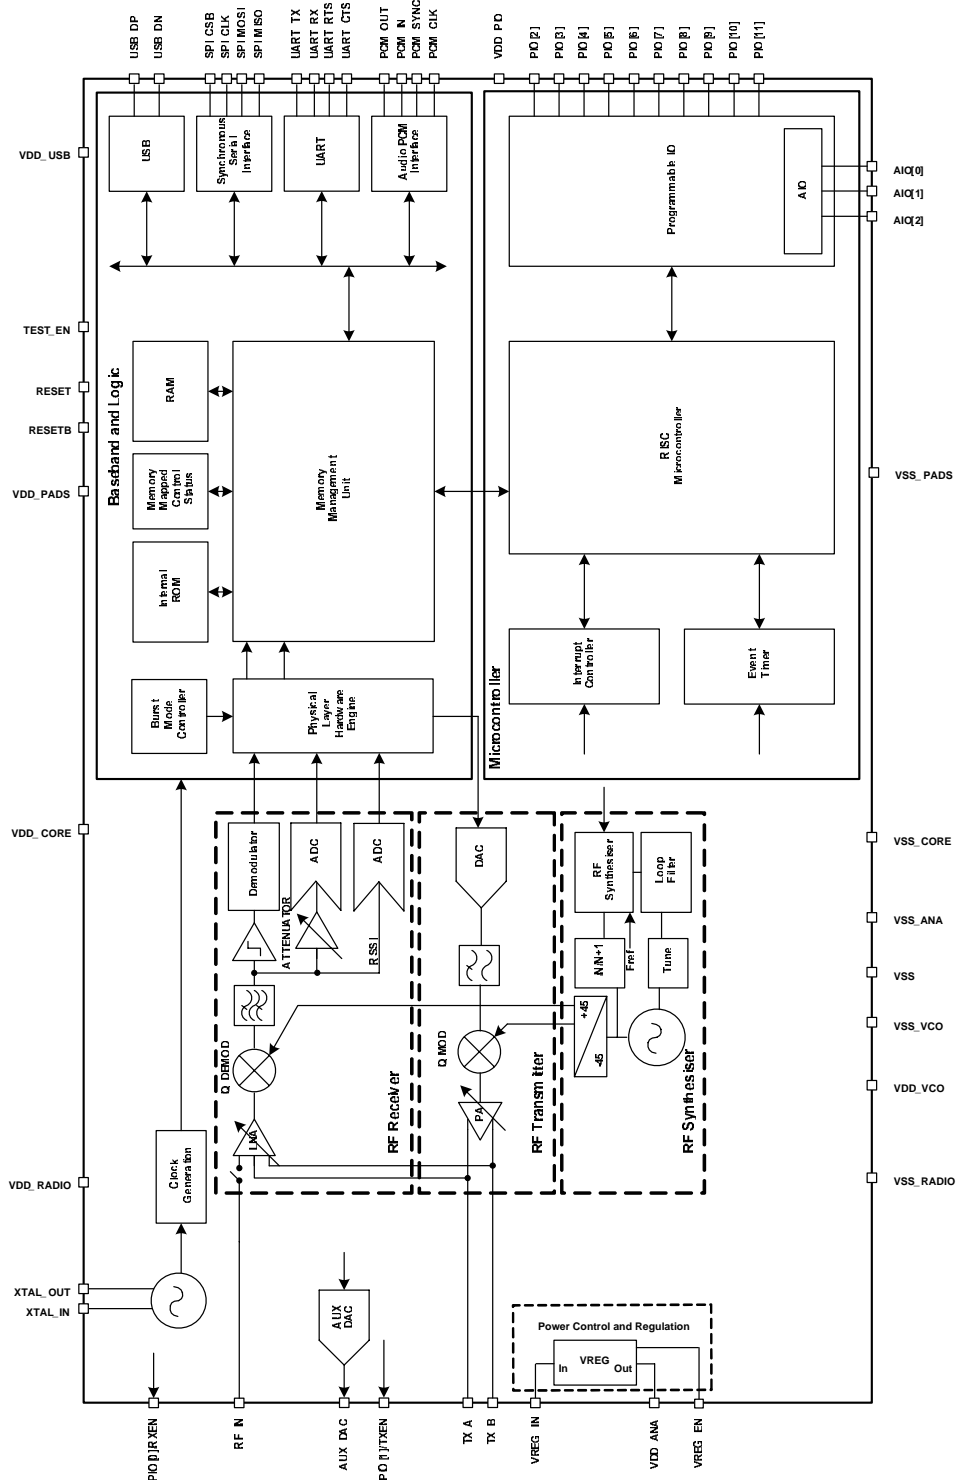 USB DP
USB DN
SPI CSB
SPI CLK
SPI MOSI
SPI MISO
UART TX
UART RX
UART RTS
UART CTS
PCM OUT
PCM IN
PCM SYNC
PCM CLK
VDD PIO
PIO[2]
PIO[3]
PIO[4]
PIO[5]
PIO[6]
PIO[7]
PIO[8]
PIO[9]
PIO[10]
PIO[11]
VDD_USB
TEST_EN
RESET
RESETB
VDD_PADS
VDD_CORE
VDD_RADIO
XTAL_OUT
XTAL_IN
AIO[0]
AIO[1]
AIO[2]
VSS_PADS
VSS_CORE
VSS_ANA
VSS
VSS_VCO
VDD_VCO
VSS_RADIO
Baseband and Logic
USB
Synchronous
Serial
Interface
UART
Audio PCM
Interface
RAM
Memory
Mapped
Control
Status
Internal
ROM
Memory
Management
Unit
Burst
Mode
Controller
Physical
Layer
Hardware
Engine
Microcontroller
Programmable IO
AIO
RISC
Microcontroller
Interrupt
Controller
Event
Timer
RF Receiver
Demodulator
ADC
ADC
ATTENUATOR
RSSI
IQ DEMOD
LNA
RF Transmitter
DAC
IQ MOD
PA
RF Synthesiser
RF
Synthesiser
Loop
Filter
/N/N+1
Fref
Tune
+45
-45
Clock
Generation
AUX
DAC
Power Control and Regulation
In
VREG
Out
PIO[0]/RXEN
RF IN
AUX DAC
PIO[1]/TXEN
TX A
TX B
VREG IN
VDD ANA
VREG EN